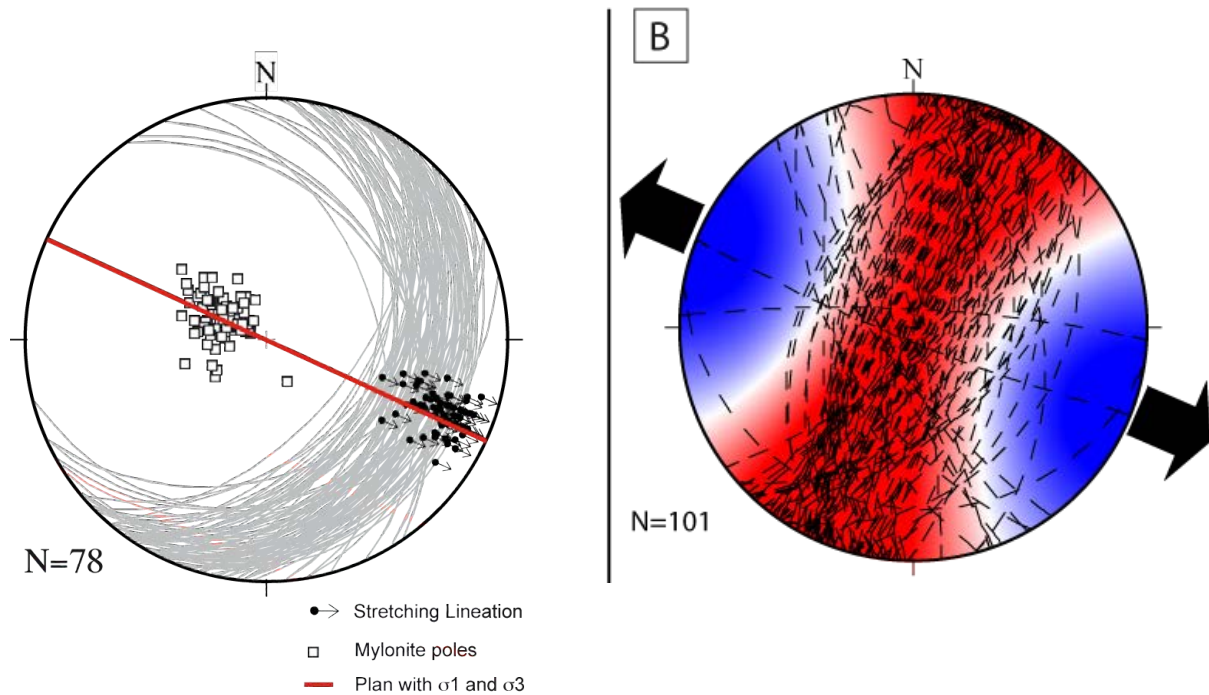 N
N=78
Stretching Lineation
Mylonite poles
Plan with σ1 and σ3
B
N
N=101